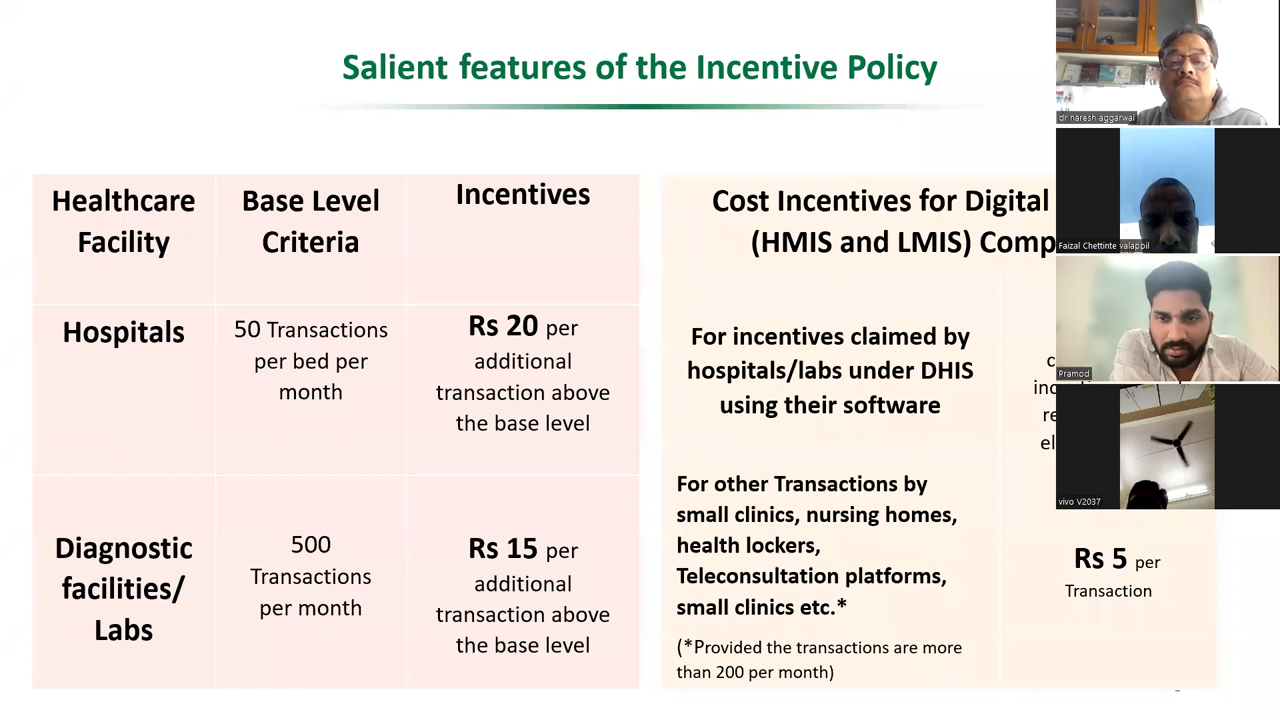 Salient features of the Incentive Policy
Healthcare
Facility
Base Level
Criteria
Incentives
Hospitals
50 Transactions
per bed per
month
Rs 20 per
additional
transaction above
the base level
Diagnostic
facilities/
Labs
500
Transactions
per month
Rs 15 per
additional
transaction above
the base level
Cost Incentives for Digital
(HMIS and LMIS)
For incentives claimed by
hospitals/labs under DHIS
using their software
For other Transactions by
small clinics, nursing homes,
health lockers,
Teleconsultation platforms,
small clinics etc.*
(*Provided the transactions are more
than 200 per month)
Rs 5 per
Transaction
dr naresh aggarwal
Faizal Chettinte valappil
Pramod
vivo V2037